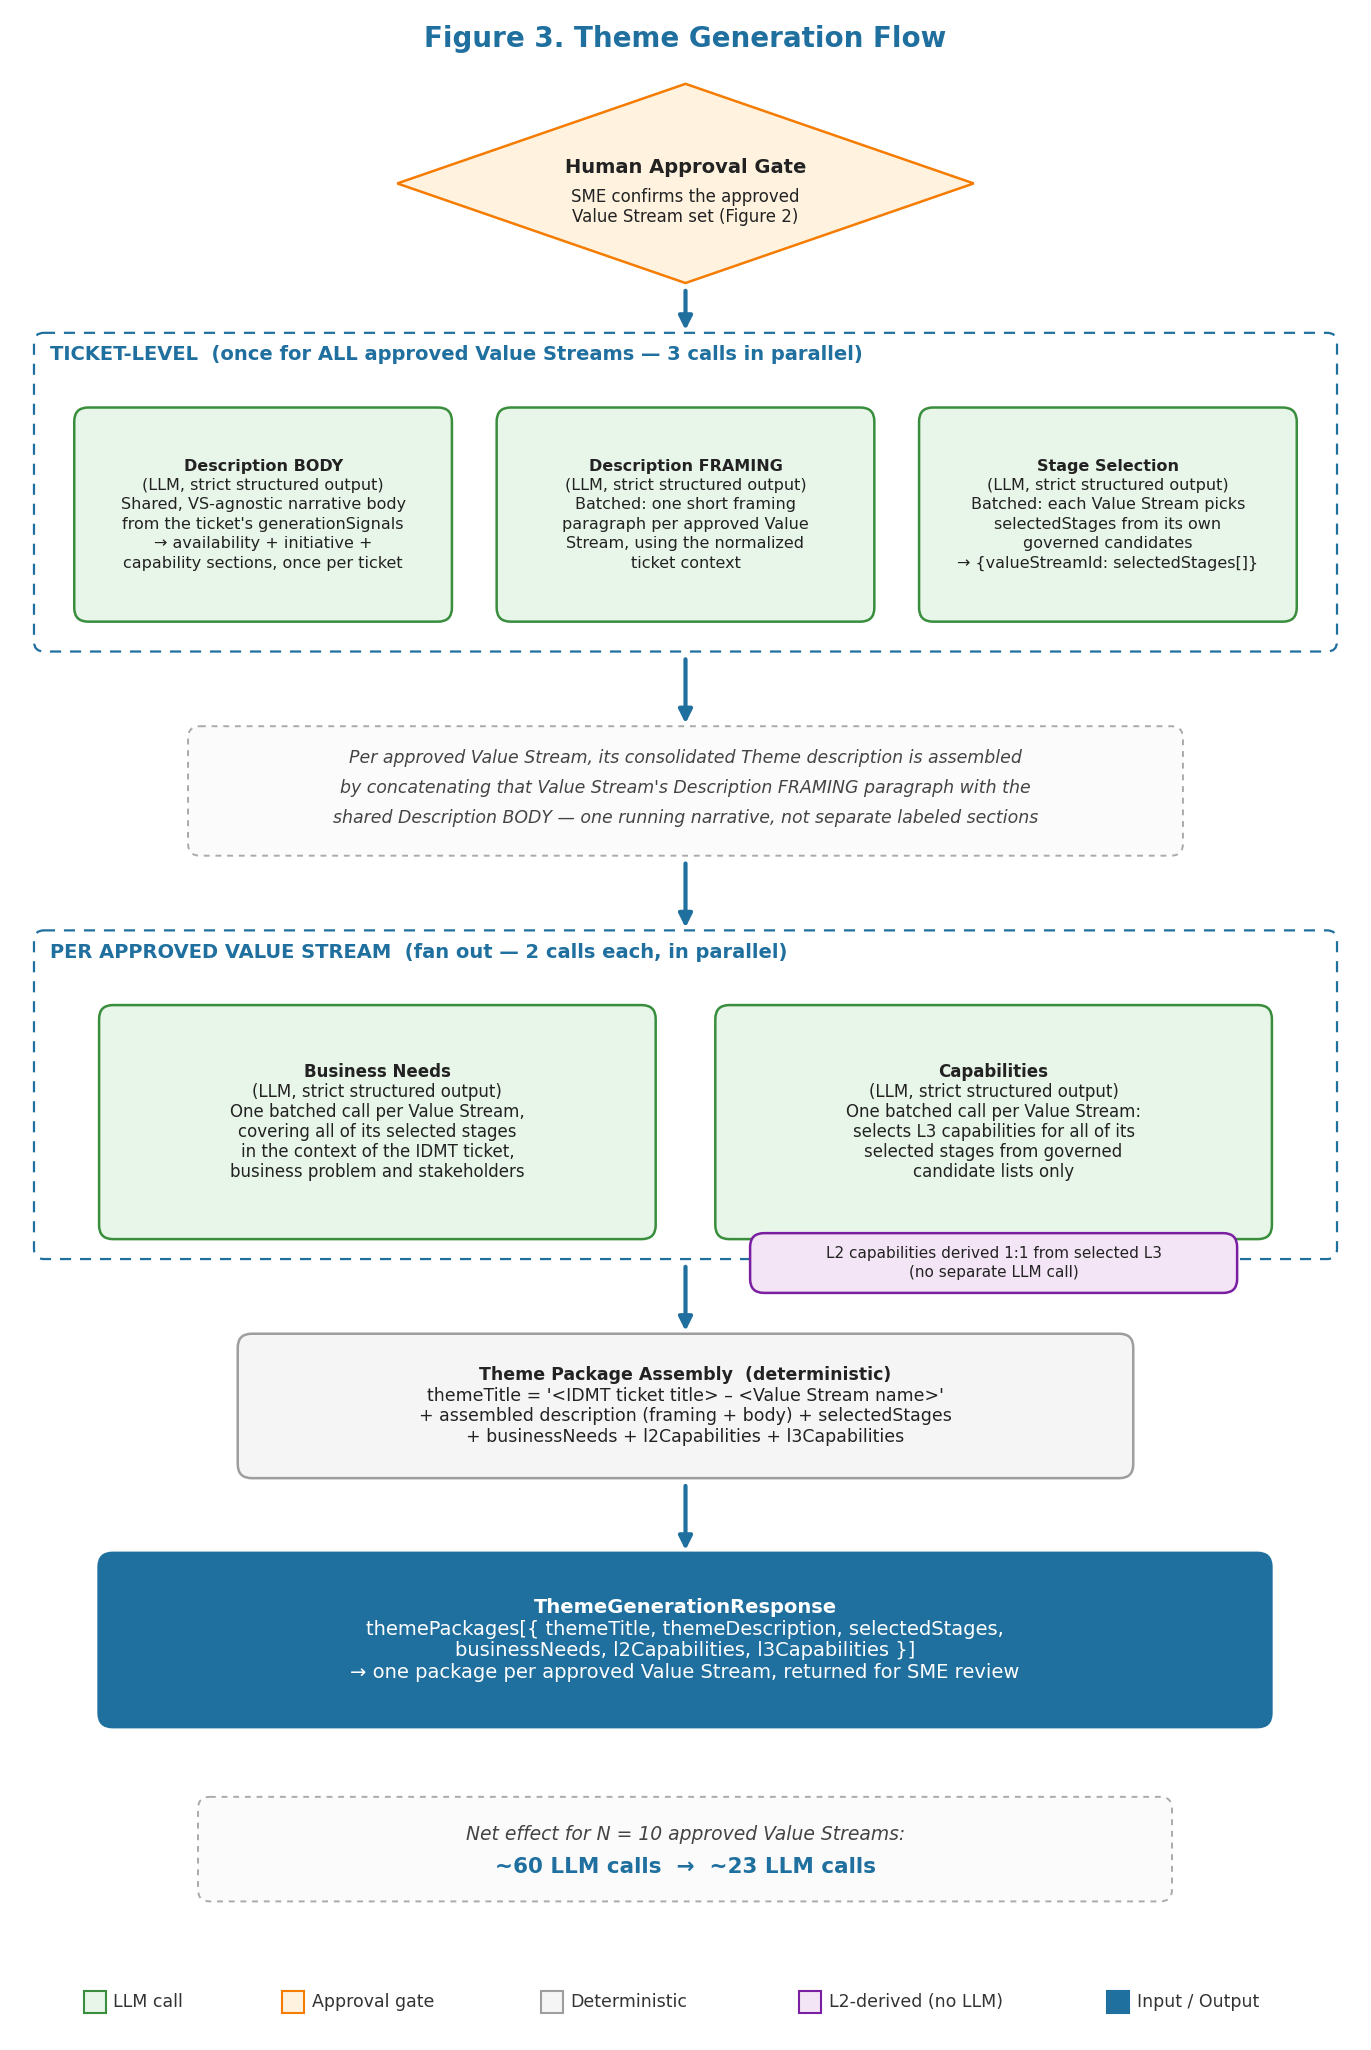 Figure 3. Theme Generation Flow
Human Approval Gate
SME confirms the approved
Value Stream set (Figure 2)
TICKET-LEVEL  (once for ALL approved Value Streams — 3 calls in parallel)
Description BODY
(LLM, strict structured output)
Shared, VS-agnostic narrative body
from the ticket's generationSignals
→ availability + initiative +
capability sections, once per ticket
Description FRAMING
(LLM, strict structured output)
Batched: one short framing
paragraph per approved Value
Stream, using the normalized
ticket context
Stage Selection
(LLM, strict structured output)
Batched: each Value Stream picks
selectedStages from its own
governed candidates
→ {valueStreamId: selectedStages[]}
Per approved Value Stream, its consolidated Theme description is assembled
by concatenating that Value Stream's Description FRAMING paragraph with the
shared Description BODY — one running narrative, not separate labeled sections
PER APPROVED VALUE STREAM  (fan out — 2 calls each, in parallel)
Business Needs
(LLM, strict structured output)
One batched call per Value Stream,
covering all of its selected stages
in the context of the IDMT ticket,
business problem and stakeholders
Capabilities
(LLM, strict structured output)
One batched call per Value Stream:
selects L3 capabilities for all of its
selected stages from governed
candidate lists only
L2 capabilities derived 1:1 from selected L3
(no separate LLM call)
Theme Package Assembly  (deterministic)
themeTitle = '<IDMT ticket title> – <Value Stream name>'
+ assembled description (framing + body) + selectedStages
+ businessNeeds + l2Capabilities + l3Capabilities
ThemeGenerationResponse
themePackages[{ themeTitle, themeDescription, selectedStages,
businessNeeds, l2Capabilities, l3Capabilities }]
→ one package per approved Value Stream, returned for SME review
Net effect for N = 10 approved Value Streams:
~60 LLM calls  →  ~23 LLM calls
LLM call
Approval gate
Deterministic
L2-derived (no LLM)
Input / Output